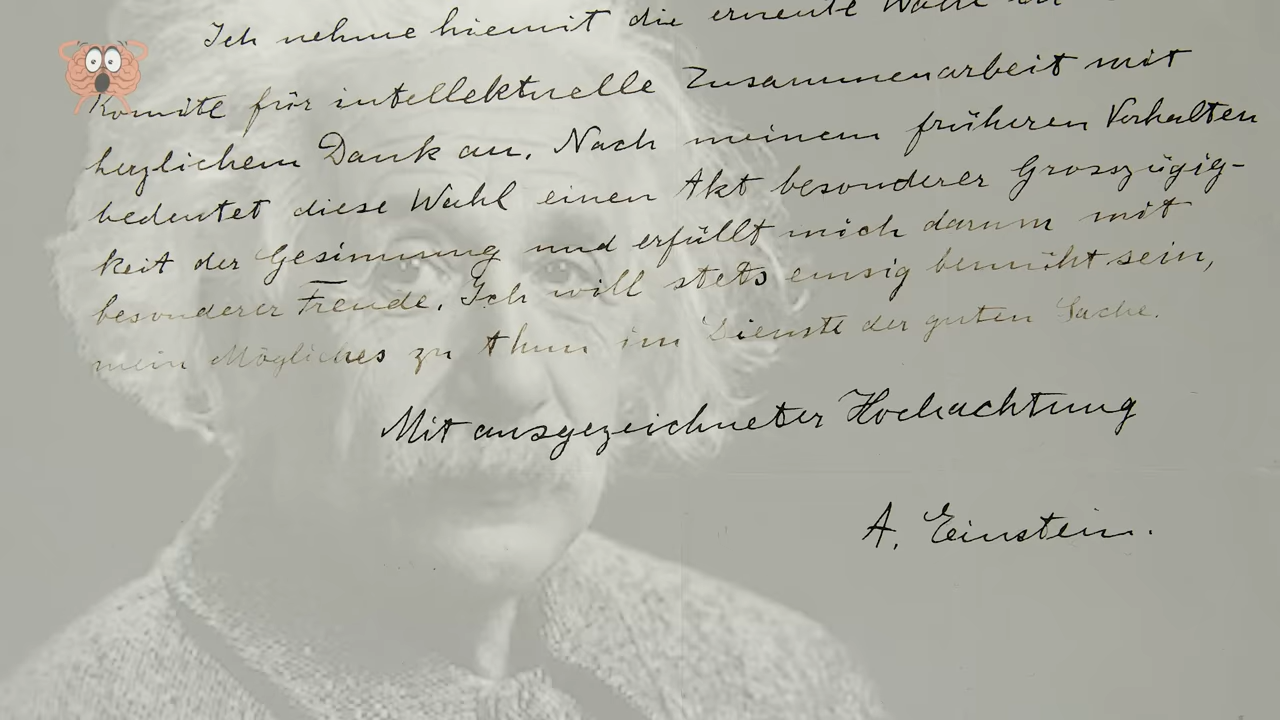 Ich nehme hiemit die erneute Wahl
Komite für intellektuelle Zusammenarbeit mit
herzlichem Dank an. Nach meinem früheren Verhalten
bedeutet diese Wahl einen Akt besonderer Groszügig-
keit der Gesinnung und erfüllt mich darum mit
besonderer Freude. Ich will stets emsig bemüht sein,
mein Mögliches zu thun im Dienste der guten Sache.
Mit ausgezeichneter Hochachtung
A. Einstein.